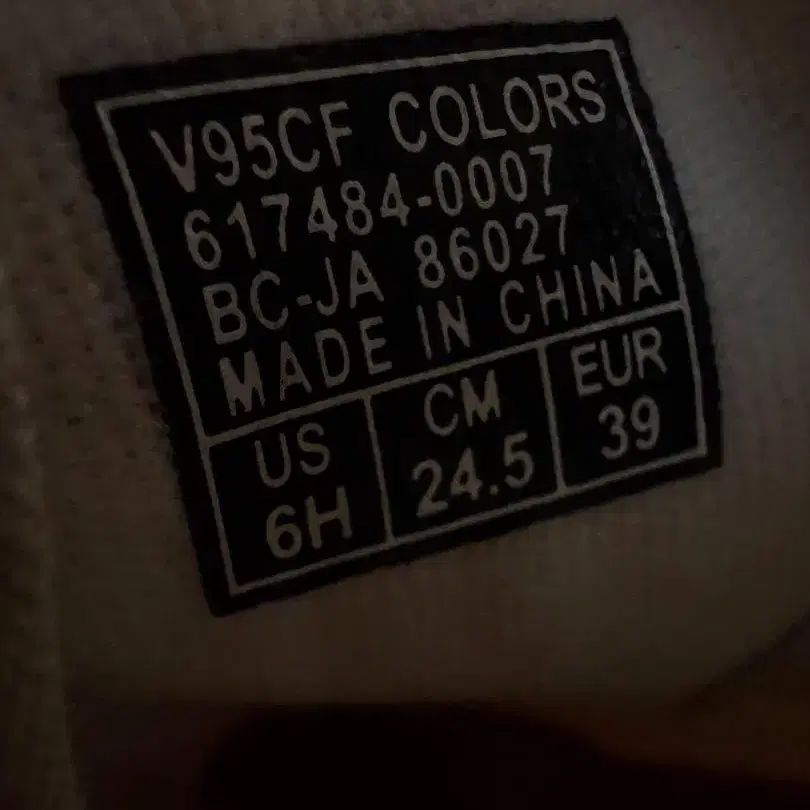 V95CF COLORS
617484-0007
BC-JA 86027
MADE IN CHINA
US CM EUR
6H 24.5 39